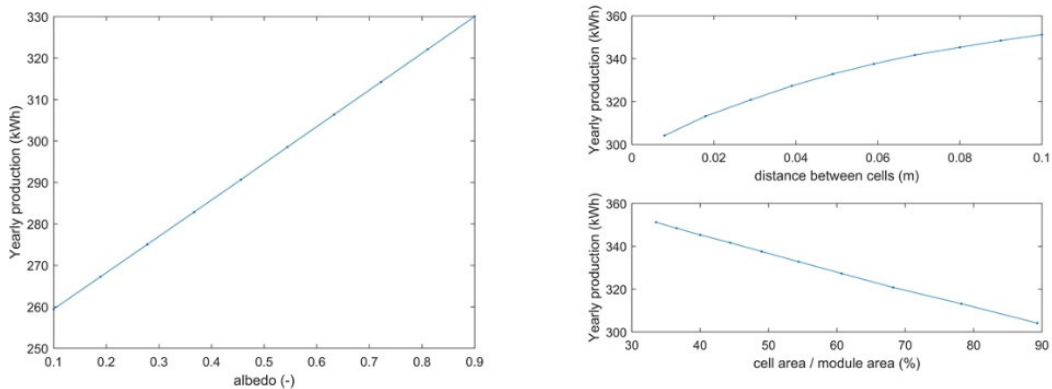 330
320
310
300
290
280
270
260
250
Yearly production (kWh)
0.1 0.2 0.3 0.4 0.5 0.6 0.7 0.8 0.9
albedo (-)
360
340
320
300
Yearly production (kWh)
0 0.02 0.04 0.06 0.08 0.1
distance between cells (m)
360
340
320
300
Yearly production (kWh)
30 40 50 60 70 80 90
cell area / module area (%)